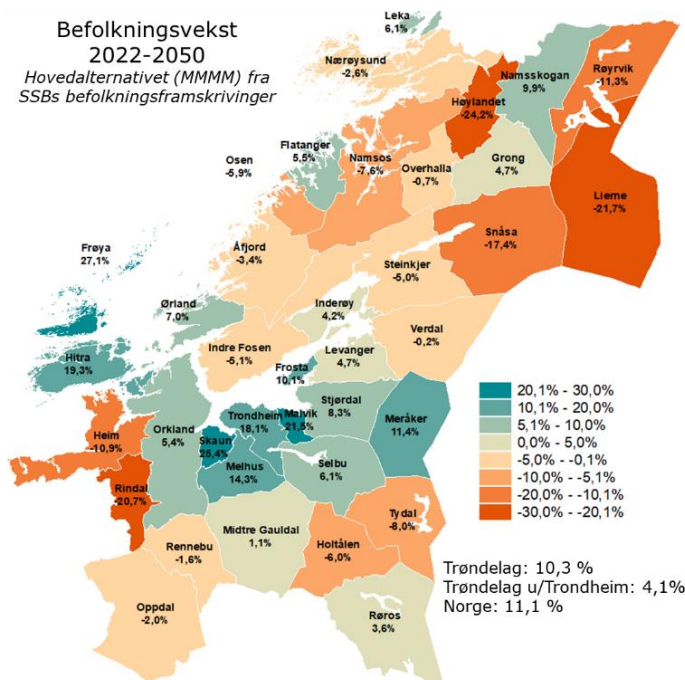 Befolkningsvekst
2022-2050
Hovedalternativet (MMMM) fra
SSBs befolkningsframskrivinger
Leka
6,1%
Nærøysund
-2,6%
Namsskogan
9,9%
Røyrvik
-11,3%
Høylandet
-24,2%
Flatanger
5,5%
Osen
-5,9%
Namsos
-7,6%
Overhalla
-0,7%
Grong
4,7%
Lierne
-21,7%
Snåsa
-17,4%
Frøya
27,1%
Åfjord
-3,4%
Steinkjer
-5,0%
Ørland
7,0%
Inderøy
4,2%
Verdal
-0,2%
Hitra
19,3%
Indre Fosen
-5,1%
Levanger
4,7%
Frosta
10,1%
Stjørdal
8,3%
Meråker
11,4%
Heim
-10,9%
Orkland
5,4%
Trondheim
18,1%
Malvik
21,5%
Skaun
25,4%
Melhus
14,3%
Selbu
6,1%
Rindal
-20,7%
Midtre Gauldal
1,1%
Tydal
-8,0%
Holtålen
-6,0%
Rennebu
-1,6%
Oppdal
-2,0%
Røros
3,6%
20,1% - 30,0%
10,1% - 20,0%
5,1% - 10,0%
0,0% - 5,0%
-5,0% - -0,1%
-10,0% - -5,1%
-20,0% - -10,1%
-30,0% - -20,1%
Trøndelag: 10,3 %
Trøndelag u/Trondheim: 4,1%
Norge: 11,1 %